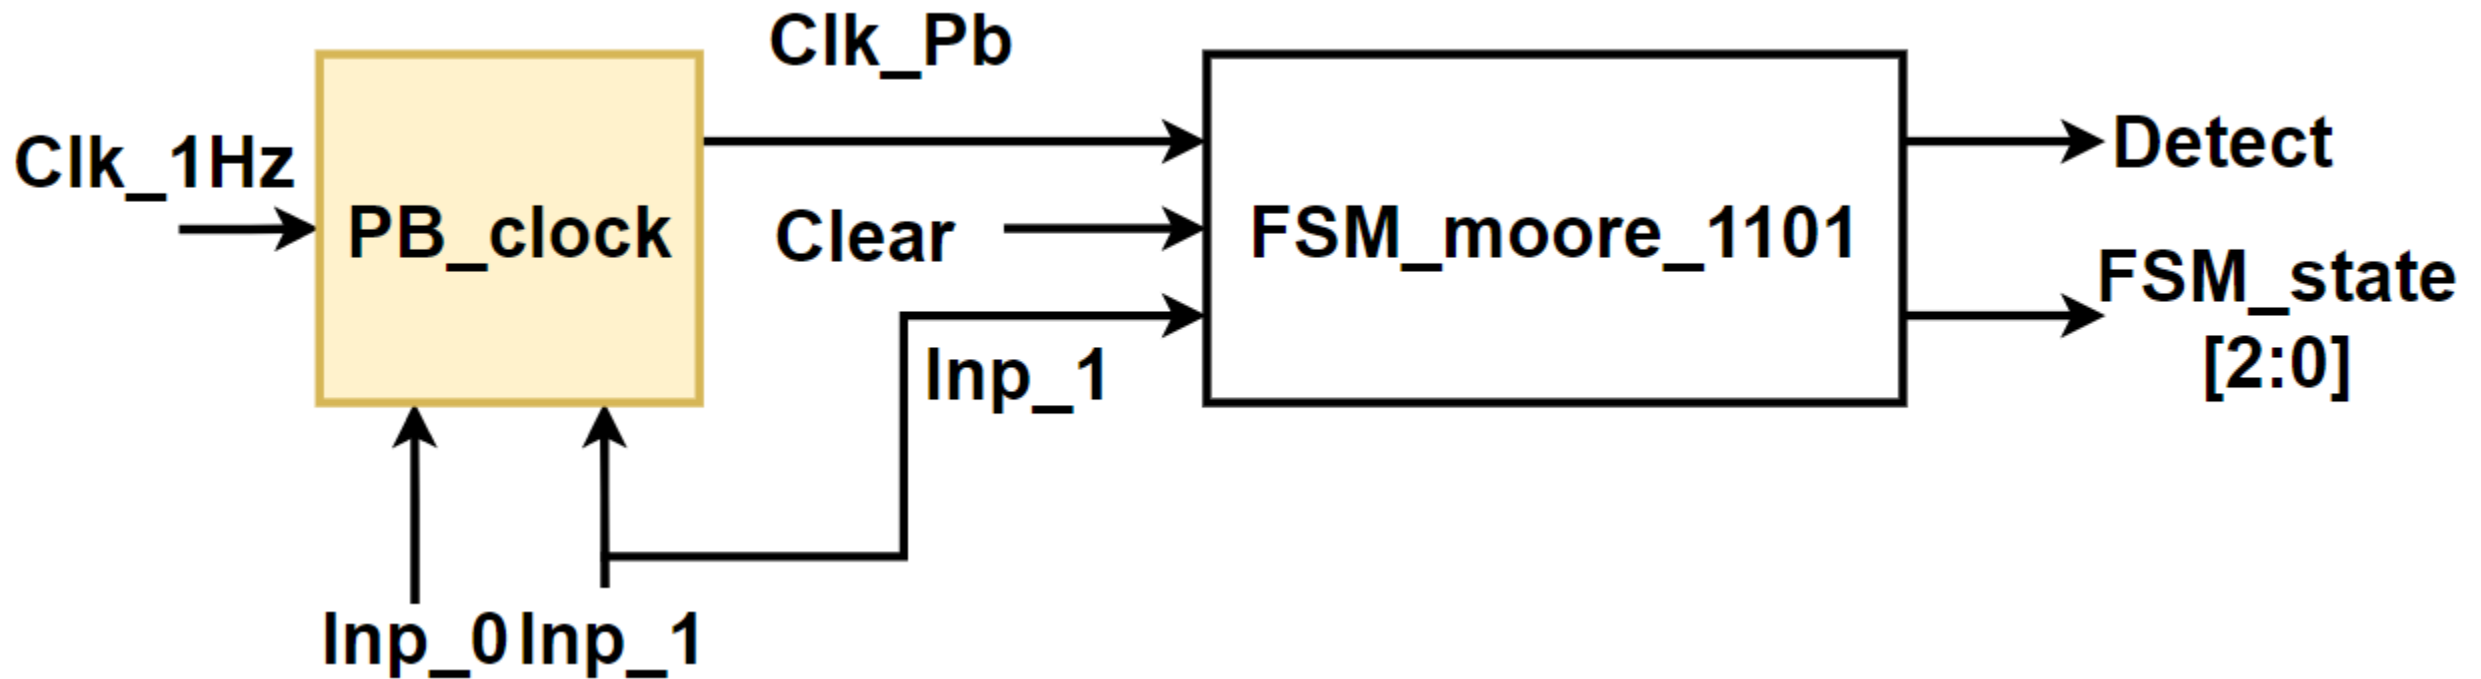 Clk_Pb
Clk_1Hz
PB_clock
Clear
FSM_moore_1101
Detect
FSM_state
[2:0]
Inp_1
Inp_0
Inp_1